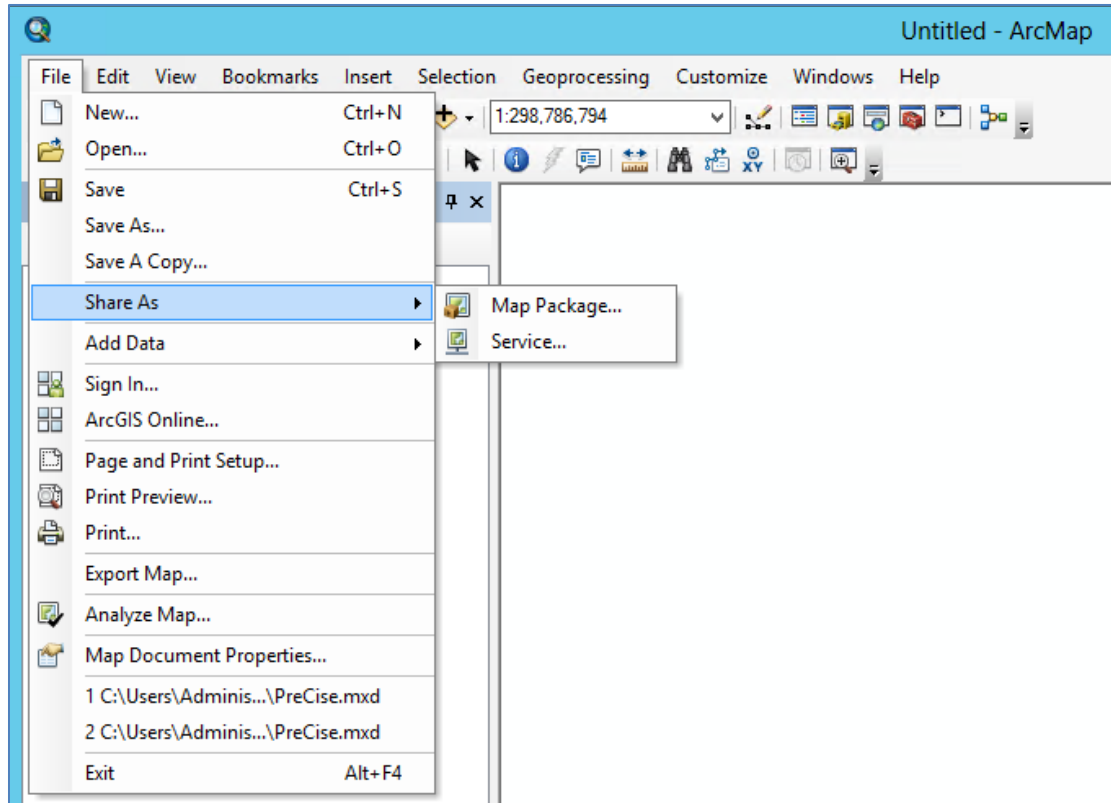 Untitled - ArcMap
File Edit View Bookmarks Insert Selection Geoprocessing Customize Windows Help
New... Ctrl+N
1:298,786,794
Open... Ctrl+O
XY
Save Ctrl+S
Save As...
Save A Copy...
Share As
Map Package...
Service...
Add Data
Sign In...
ArcGIS Online...
Page and Print Setup...
Print Preview...
Print...
Export Map...
Analyze Map...
Map Document Properties...
1 C:\Users\Adminis...\PreCise.mxd
2 C:\Users\Adminis...\PreCise.mxd
Exit Alt+F4